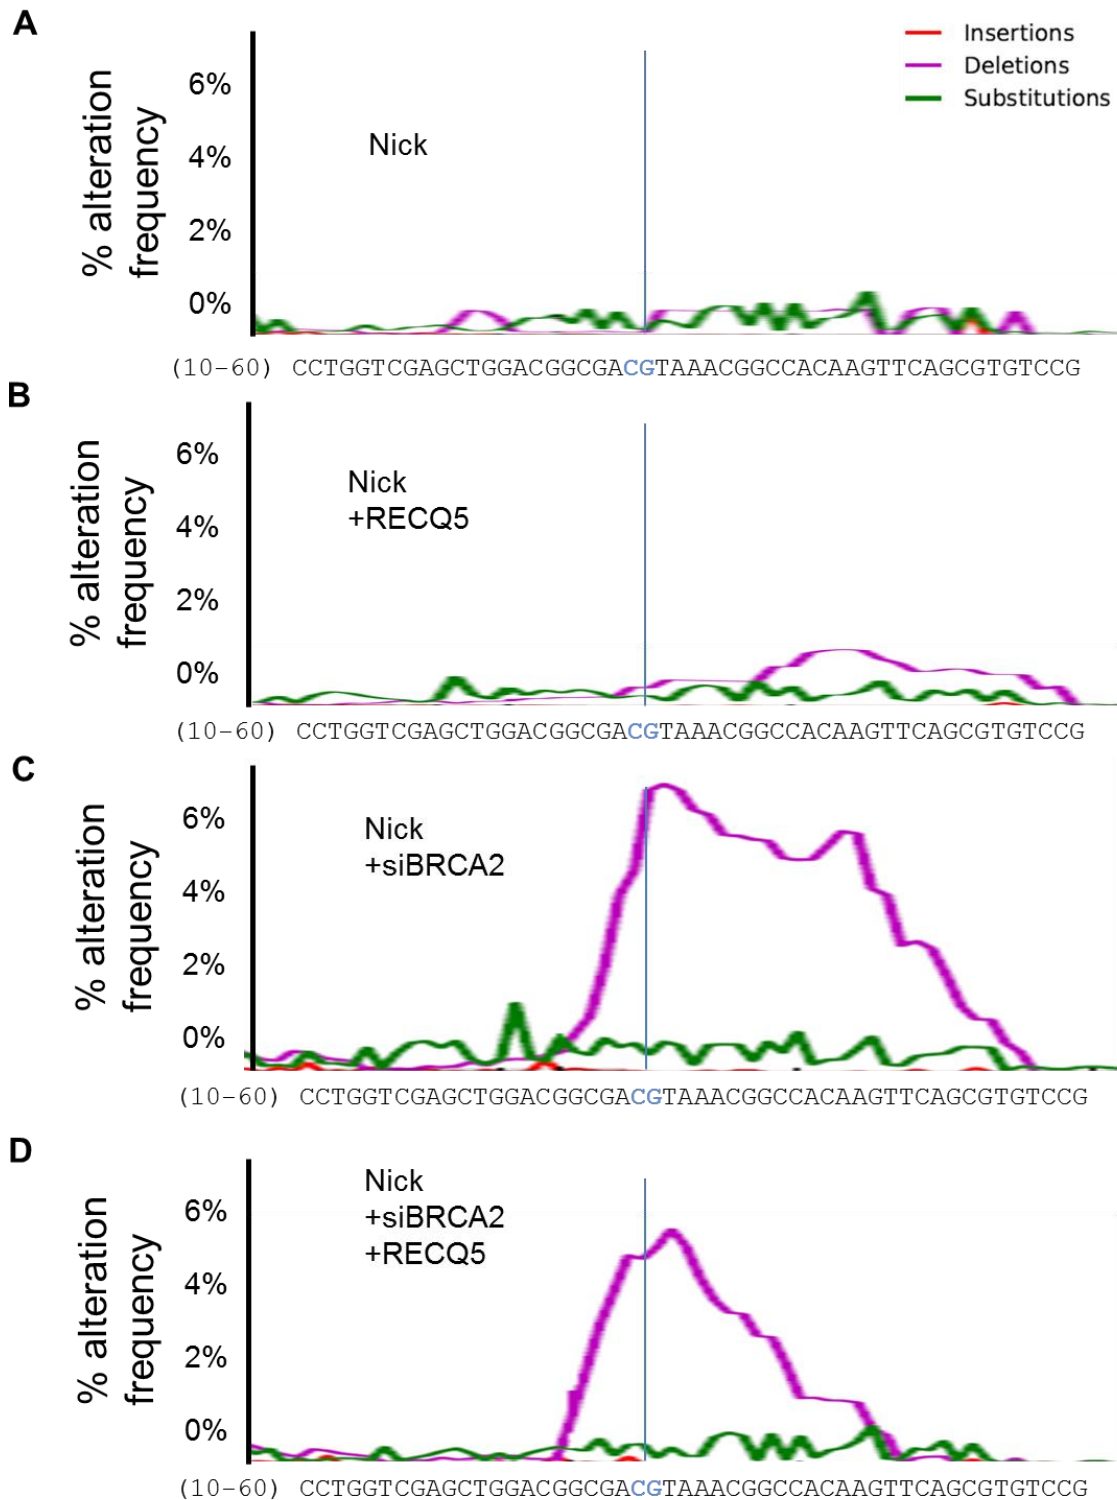 A
Insertions
Deletions
Substitutions
% alteration
frequency
6%
4%
2%
0%
Nick
(10-60) CCTGGTCGAGCTGGACGGCGACGTAAACGGCCACAAGTTCAGCGTGTCCG
B
% alteration
frequency
6%
4%
2%
0%
Nick
+RECQ5
(10-60) CCTGGTCGAGCTGGACGGCGACGTAAACGGCCACAAGTTCAGCGTGTCCG
C
% alteration
frequency
6%
4%
2%
0%
Nick
+siBRCA2
(10-60) CCTGGTCGAGCTGGACGGCGACGTAAACGGCCACAAGTTCAGCGTGTCCG
D
% alteration
frequency
6%
4%
2%
0%
Nick
+siBRCA2
+RECQ5
(10-60) CCTGGTCGAGCTGGACGGCGACGTAAACGGCCACAAGTTCAGCGTGTCCG